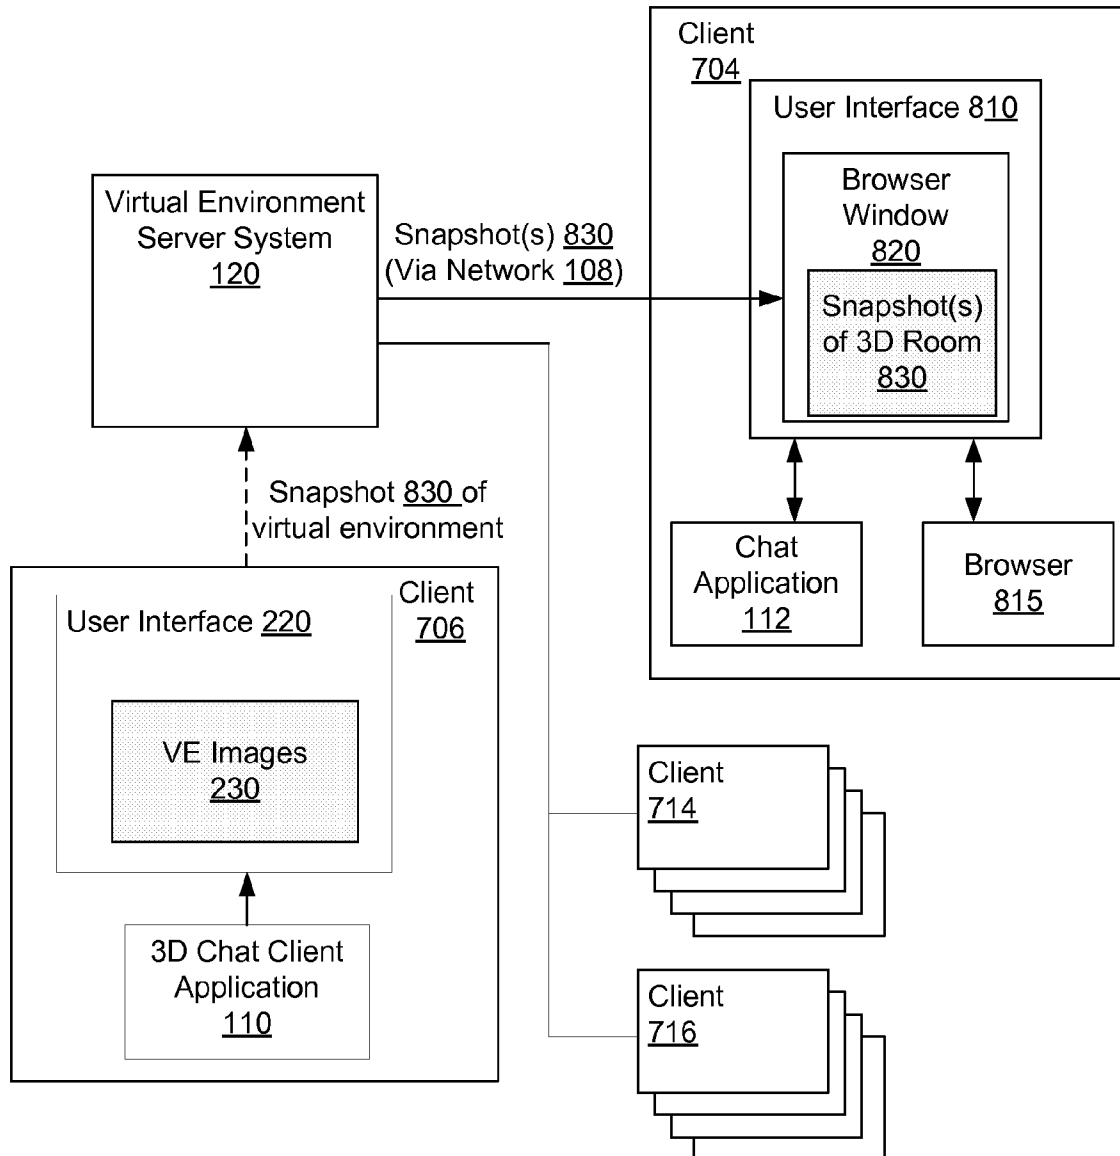 Client
704
User Interface 810
Browser
Window
820
Snapshot(s)
of 3D Room
830
Virtual Environment
Server System
120
Snapshot(s) 830
(Via Network 108)
Snapshot 830 of
virtual environment
Chat
Application
112
Browser
815
Client
706
User Interface 220
VE Images
230
3D Chat Client
Application
110
Client
714
Client
716